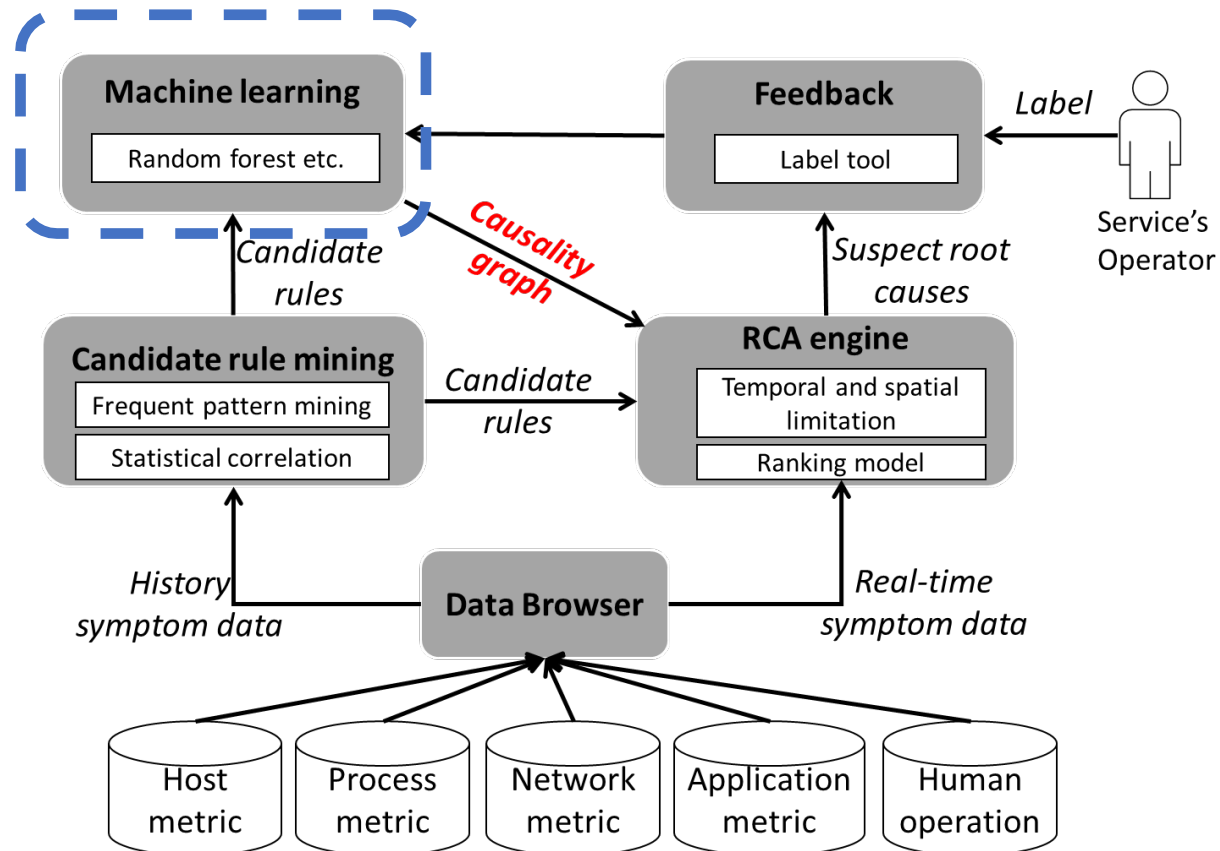 Machine learning
Random forest etc.
Feedback
Label tool
Label
Service's
Operator
Candidate
rules
Causality
graph
Suspect root
causes
Candidate rule mining
Frequent pattern mining
Statistical correlation
Candidate
rules
RCA engine
Temporal and spatial
limitation
Ranking model
History
symptom data
Data Browser
Real-time
symptom data
Host
metric
Process
metric
Network
metric
Application
metric
Human
operation